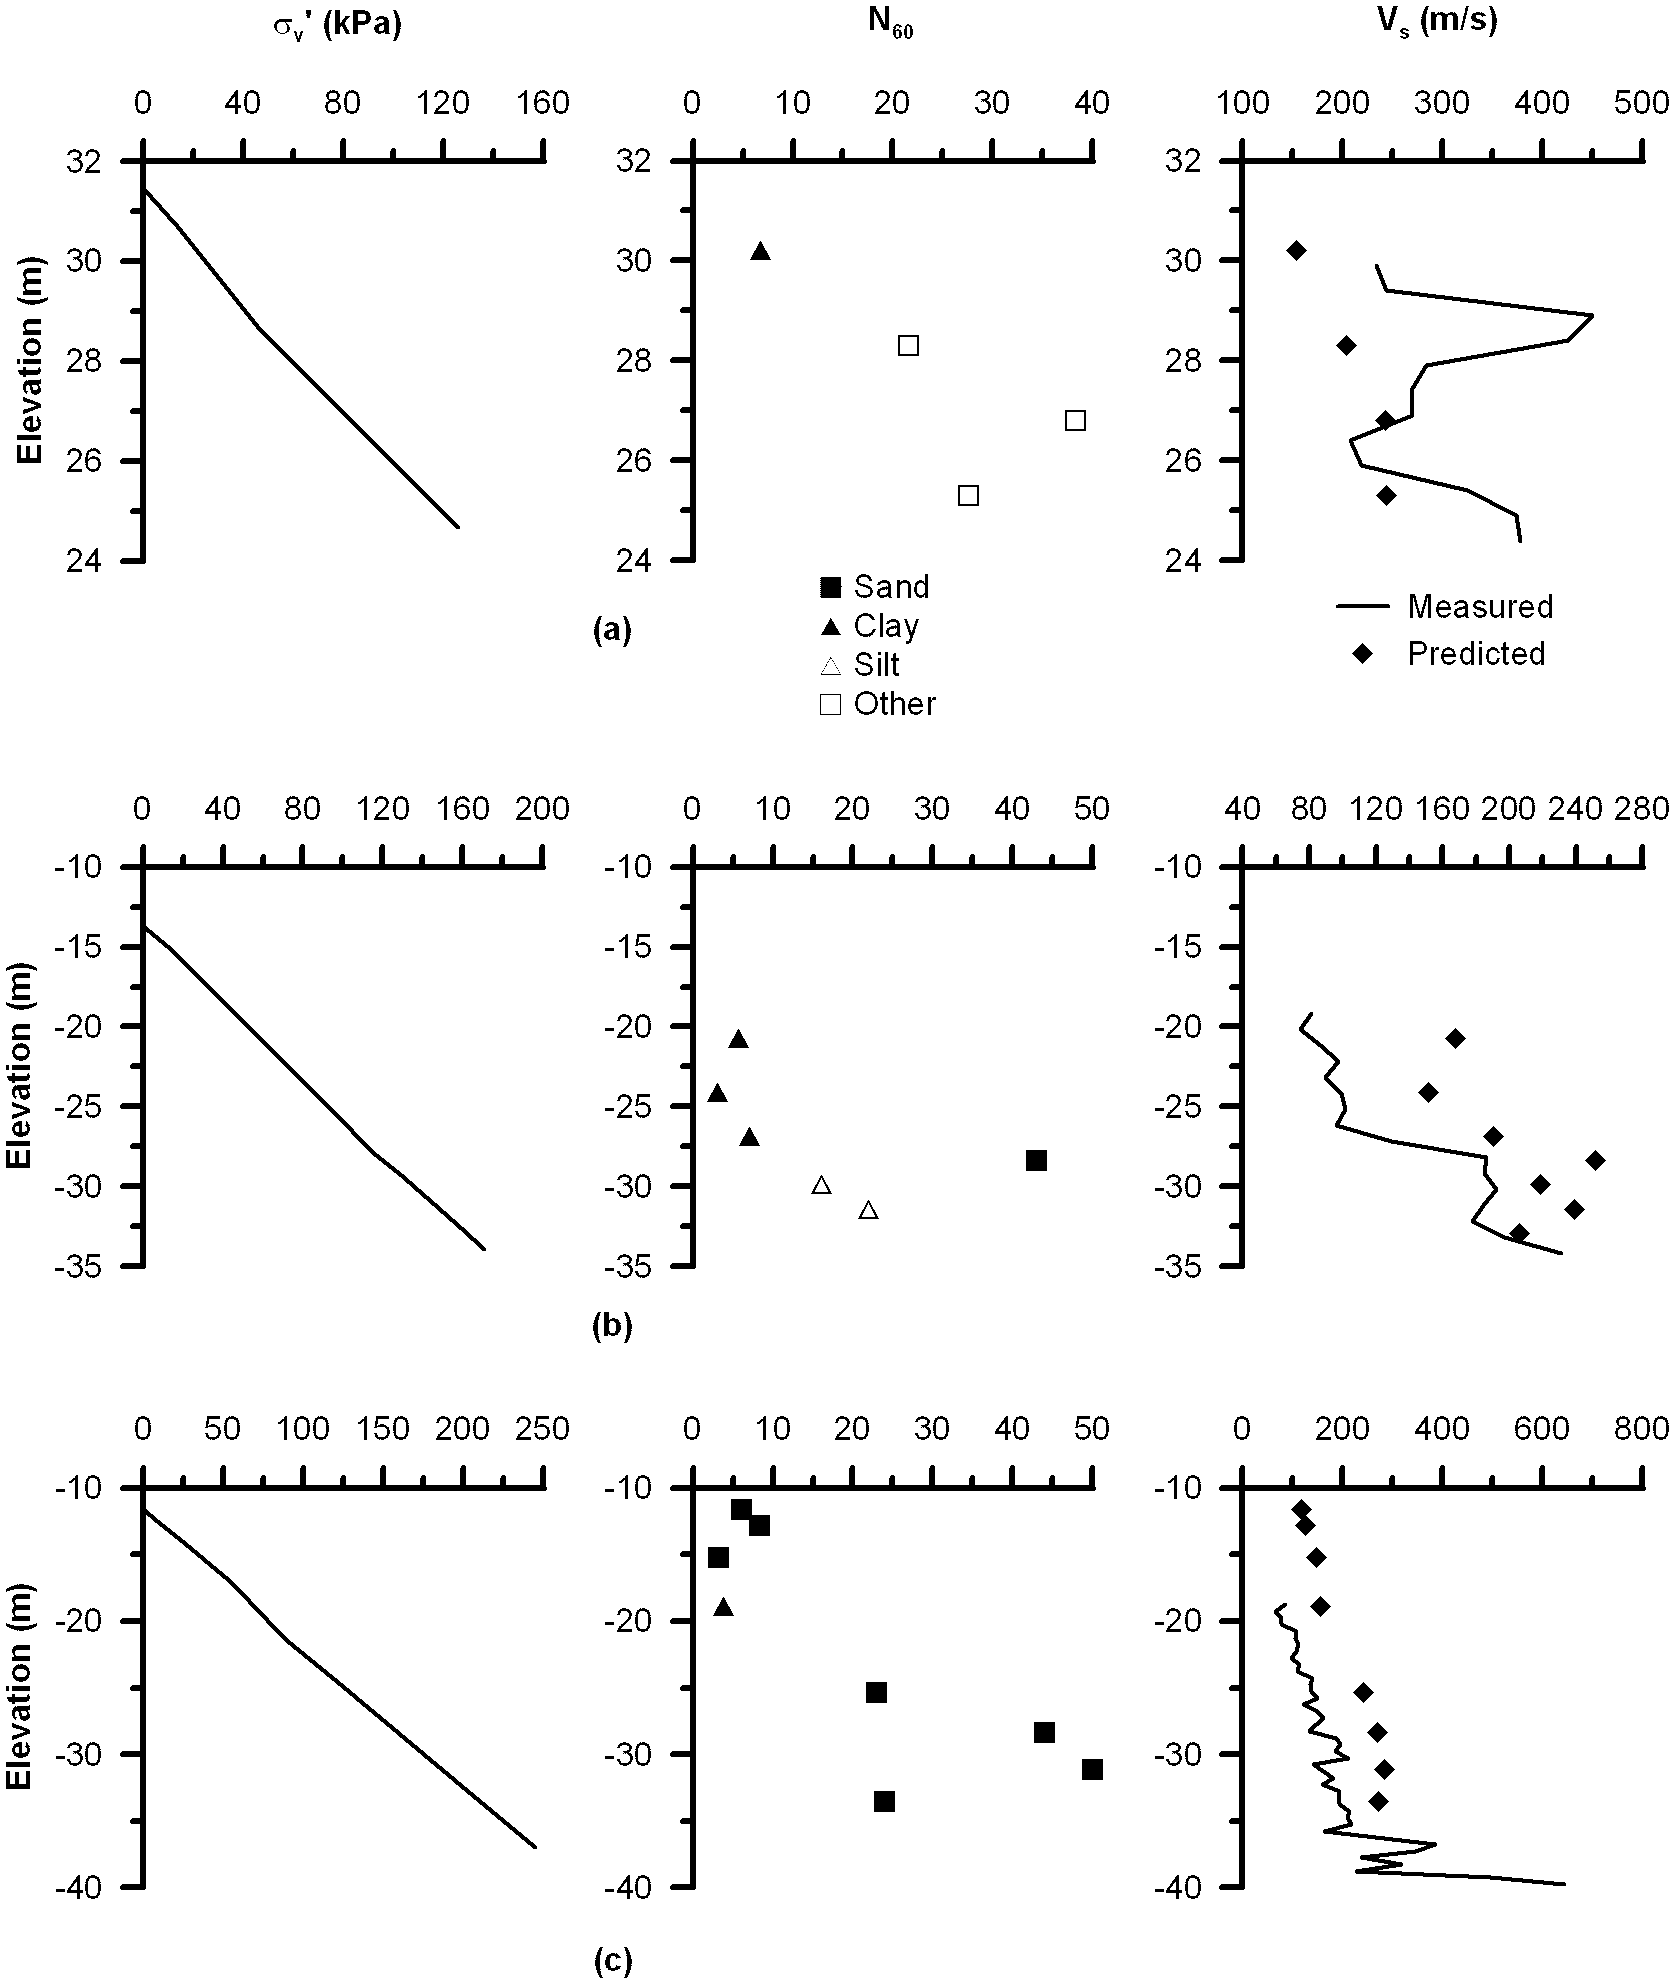 σv' (kPa) N60 Vs (m/s)
0 40 80 120 160 0 10 20 30 40 100 200 300 400 500
32 32 32
30 30 30
28 28 28
26 26 26
24 24 24
Elevation (m)
Sand
Clay
Silt
Other
Measured
Predicted
(a)
0 40 80 120 160 200 0 10 20 30 40 50 40 80 120 160 200 240 280
-10 -10 -10
-15 -15 -15
-20 -20 -20
-25 -25 -25
-30 -30 -30
-35 -35 -35
Elevation (m)
(b)
0 50 100 150 200 250 0 10 20 30 40 50 0 200 400 600 800
-10 -10 -10
-20 -20 -20
-30 -30 -30
-40 -40 -40
Elevation (m)
(c)